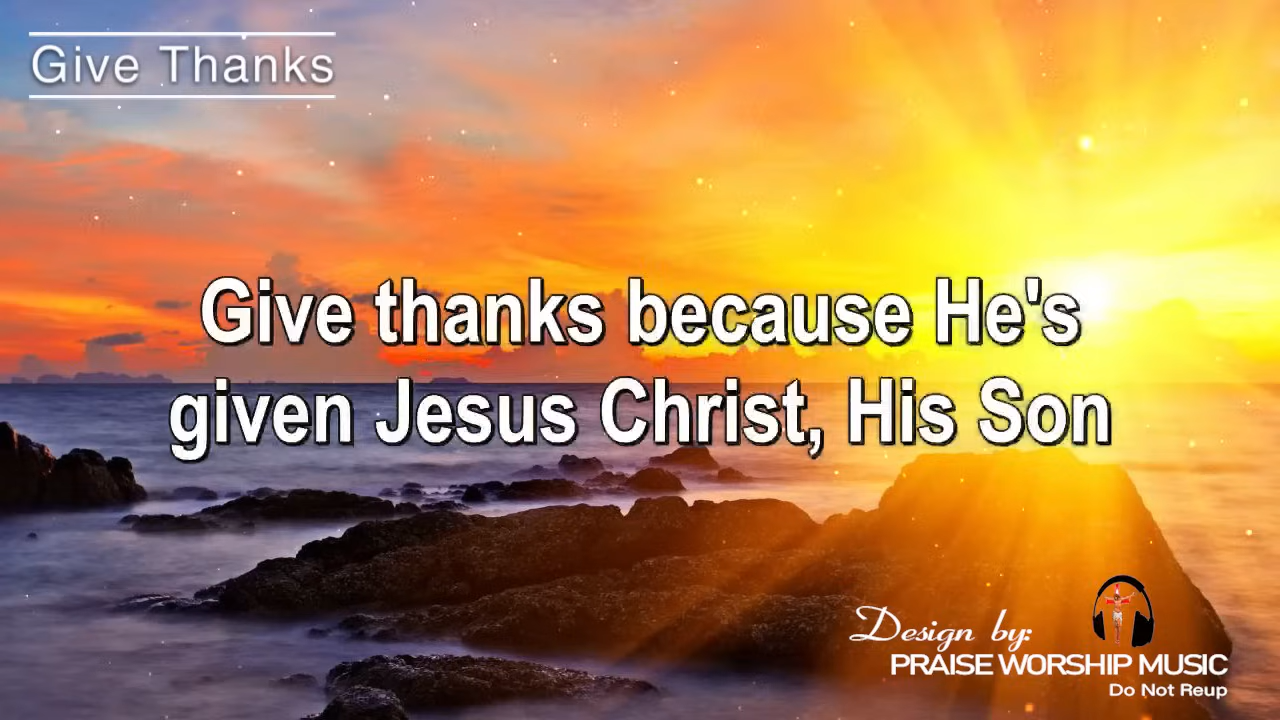 Give Thanks
Give thanks because He's
given Jesus Christ, His Son
Design by:
PRAISE WORSHIP MUSIC
Do Not Reup